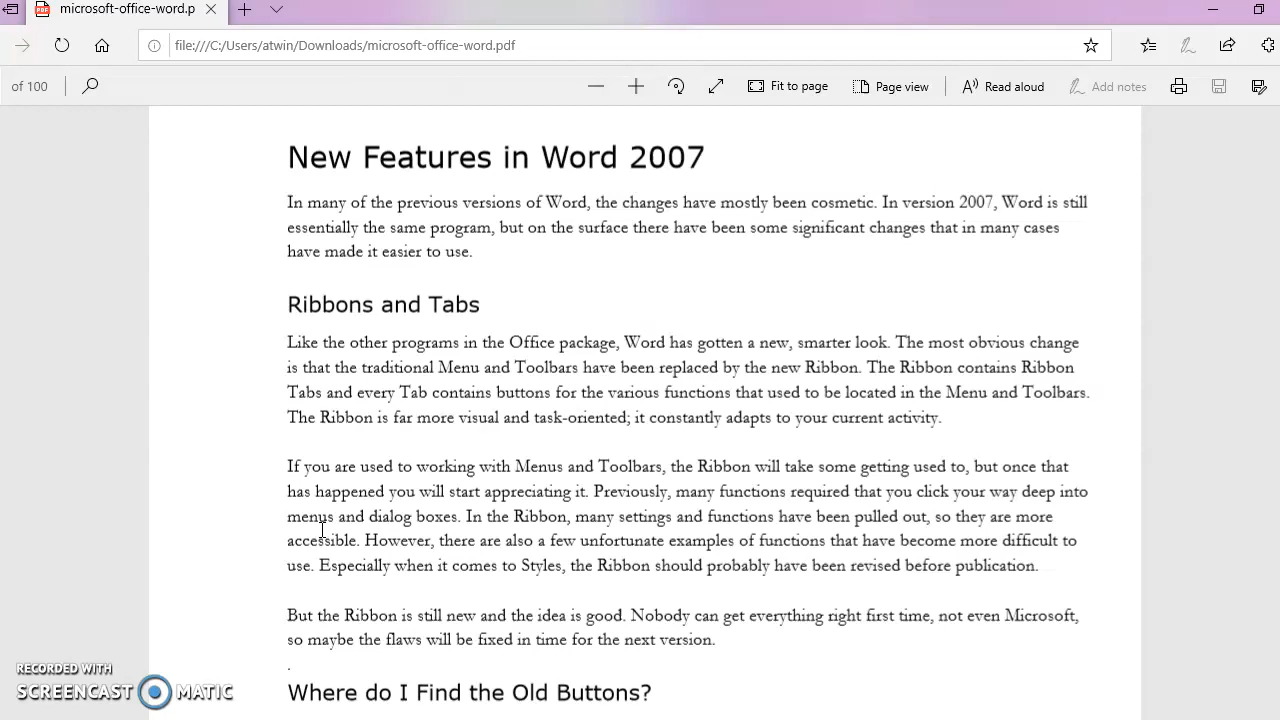 microsoft-office-word.p
file:///C:/Users/atwin/Downloads/microsoft-office-word.pdf
of 100
Fit to page
Page view
Read aloud
Add notes
New Features in Word 2007
In many of the previous versions of Word, the changes have mostly been cosmetic. In version 2007, Word is still
essentially the same program, but on the surface there have been some significant changes that in many cases
have made it easier to use.
Ribbons and Tabs
Like the other programs in the Office package, Word has gotten a new, smarter look. The most obvious change
is that the traditional Menu and Toolbars have been replaced by the new Ribbon. The Ribbon contains Ribbon
Tabs and every Tab contains buttons for the various functions that used to be located in the Menu and Toolbars.
The Ribbon is far more visual and task-oriented; it constantly adapts to your current activity.
If you are used to working with Menus and Toolbars, the Ribbon will take some getting used to, but once that
has happened you will start appreciating it. Previously, many functions required that you click your way deep into
menus and dialog boxes. In the Ribbon, many settings and functions have been pulled out, so they are more
accessible. However, there are also a few unfortunate examples of functions that have become more difficult to
use. Especially when it comes to Styles, the Ribbon should probably have been revised before publication.
But the Ribbon is still new and the idea is good. Nobody can get everything right first time, not even Microsoft,
so maybe the flaws will be fixed in time for the next version.
.
Where do I Find the Old Buttons?
RECORDED WITH
SCREENCAST MATIC